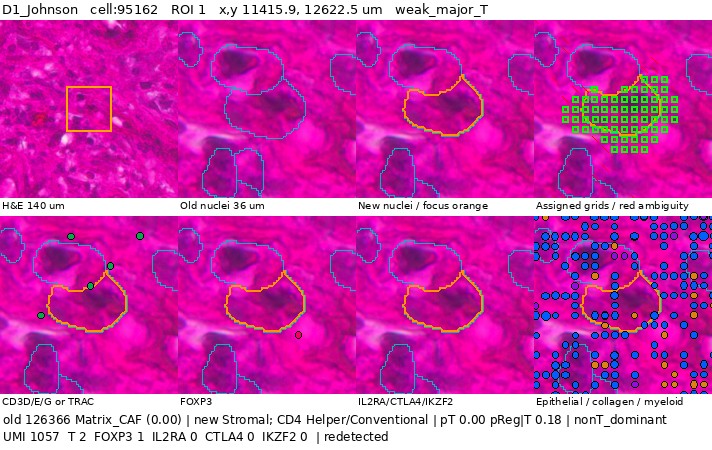 D1_Johnson cell:95162 ROI 1 x,y 11415.9, 12622.5 um weak_major_T
H&E 140 um
Old nuclei 36 um
New nuclei / focus orange
Assigned grids / red ambiguity
CD3D/E/G or TRAC
FOXP3
IL2RA/CTLA4/IKZF2
Epithelial / collagen / myeloid
old 126366 Matrix_CAF (0.00) | new Stromal; CD4 Helper/Conventional | pT 0.00 pReg|T 0.18 | nonT_dominant
UMI 1057 T 2 FOXP3 1 IL2RA 0 CTLA4 0 IKZF2 0 | redetected